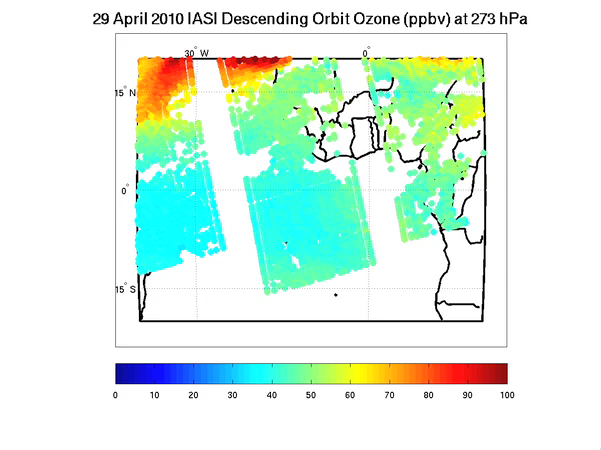 29 April 2010 IASI Descending Orbit Ozone (ppbv) at 273 hPa
30° W 0°
15° N
0°
15° S
0 10 20 30 40 50 60 70 80 90 100